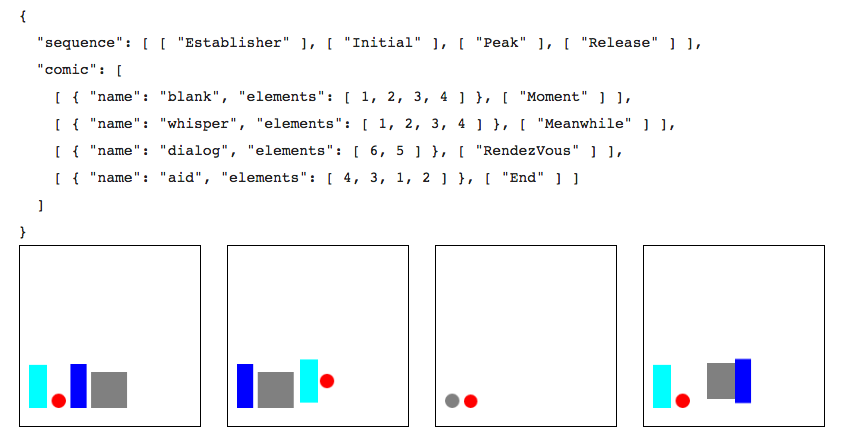 {
  "sequence": [ [ "Establisher" ], [ "Initial" ], [ "Peak" ], [ "Release" ] ],
  "comic": [
    [ { "name": "blank", "elements": [ 1, 2, 3, 4 ] }, [ "Moment" ] ],
    [ { "name": "whisper", "elements": [ 1, 2, 3, 4 ] }, [ "Meanwhile" ] ],
    [ { "name": "dialog", "elements": [ 6, 5 ] }, [ "RendezVous" ] ],
    [ { "name": "aid", "elements": [ 4, 3, 1, 2 ] }, [ "End" ] ]
  ]
}